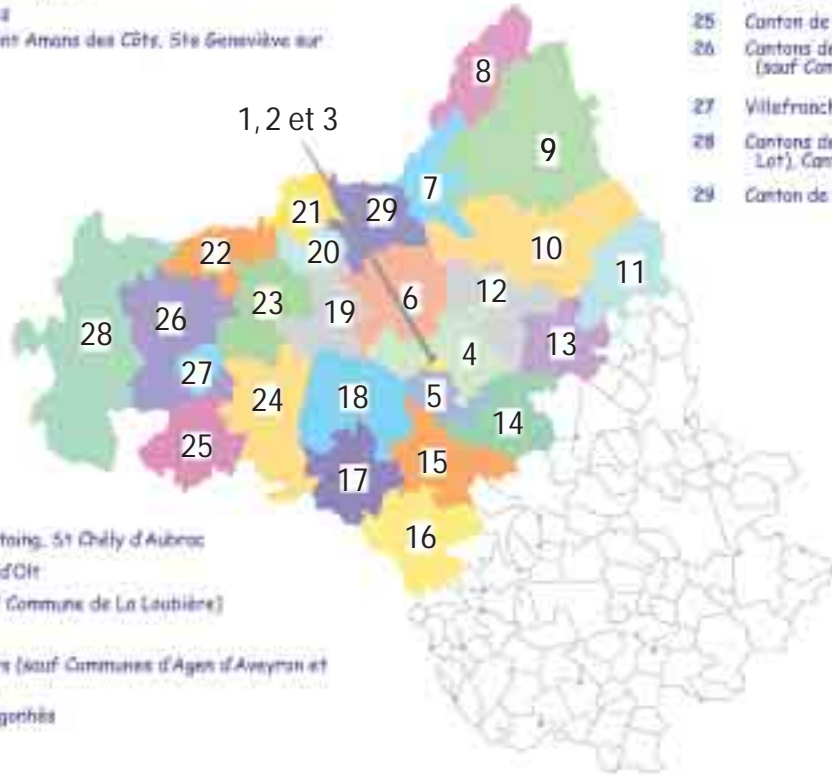 nt Amans des Côts, Ste Geneviève sur
25 Canton de
26 Cantons de
(sauf Com
27 Villefranch
28 Cantons de
Lot), Can
29 Canton de
1, 2 et 3
8
9
7
21
29
22
20
10
11
28
26
23
19
6
12
27
24
18
5
4
13
25
17
15
14
16
taing, St Chély d'Aubrac
d'Olt
Commune de La Loubière)
rs (sauf Communes d'Agen d'Aveyron et
gonhès